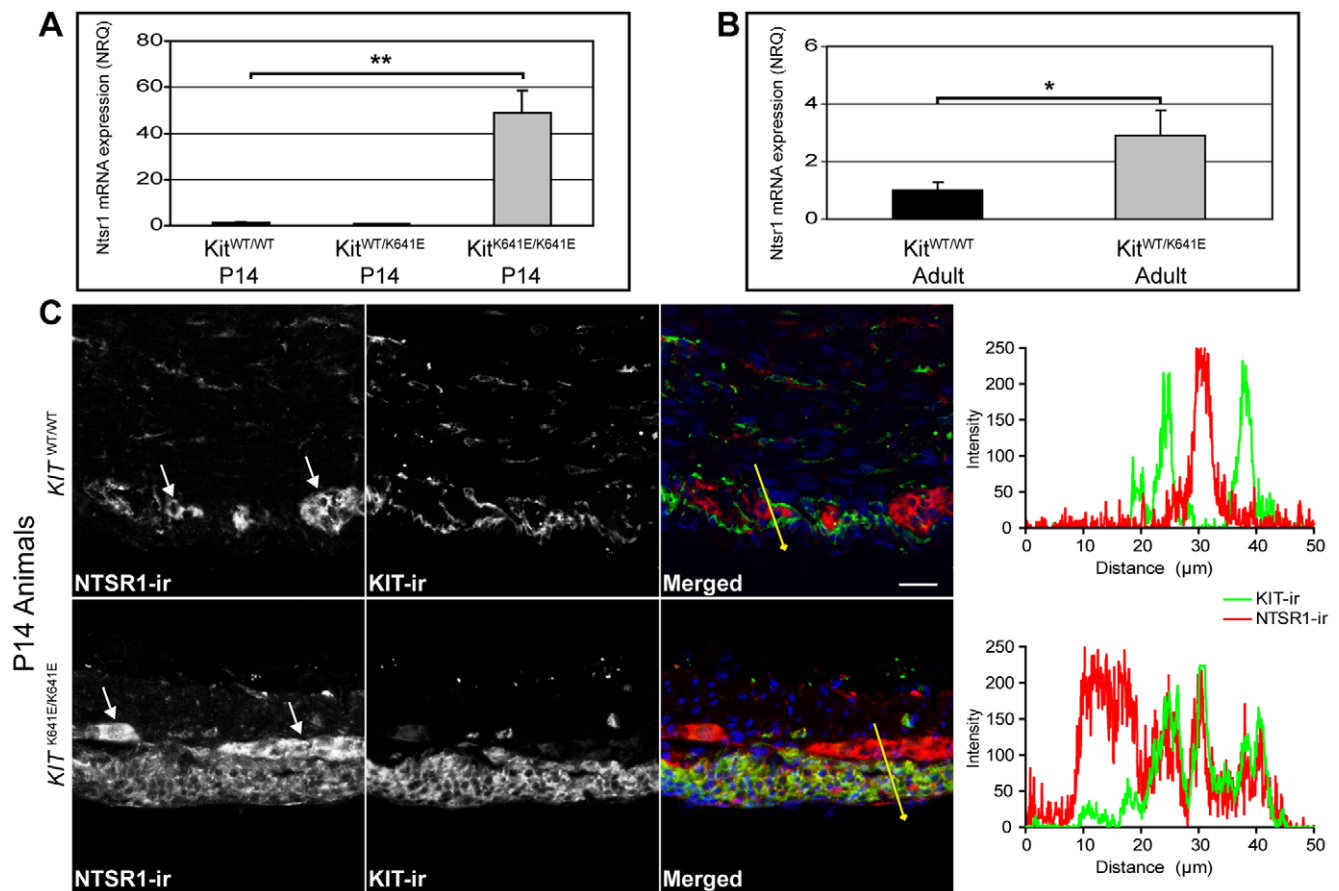 A
Ntsr1 mRNA expression (NRQ)
80
60
40
20
0
**
Kit^WT/WT
P14
Kit^WT/K641E
P14
Kit^K641E/K641E
P14
B
Ntsr1 mRNA expression (NRQ)
6
4
2
0
*
Kit^WT/WT
Adult
Kit^WT/K641E
Adult
C
P14 Animals
KIT^WT/WT
NTSR1-ir
KIT-ir
Merged
Intensity
250
200
150
100
50
0
0 10 20 30 40 50
Distance (µm)
KIT-ir
NTSR1-ir
KIT^K641E/K641E
NTSR1-ir
KIT-ir
Merged
Intensity
250
200
150
100
50
0
0 10 20 30 40 50
Distance (µm)